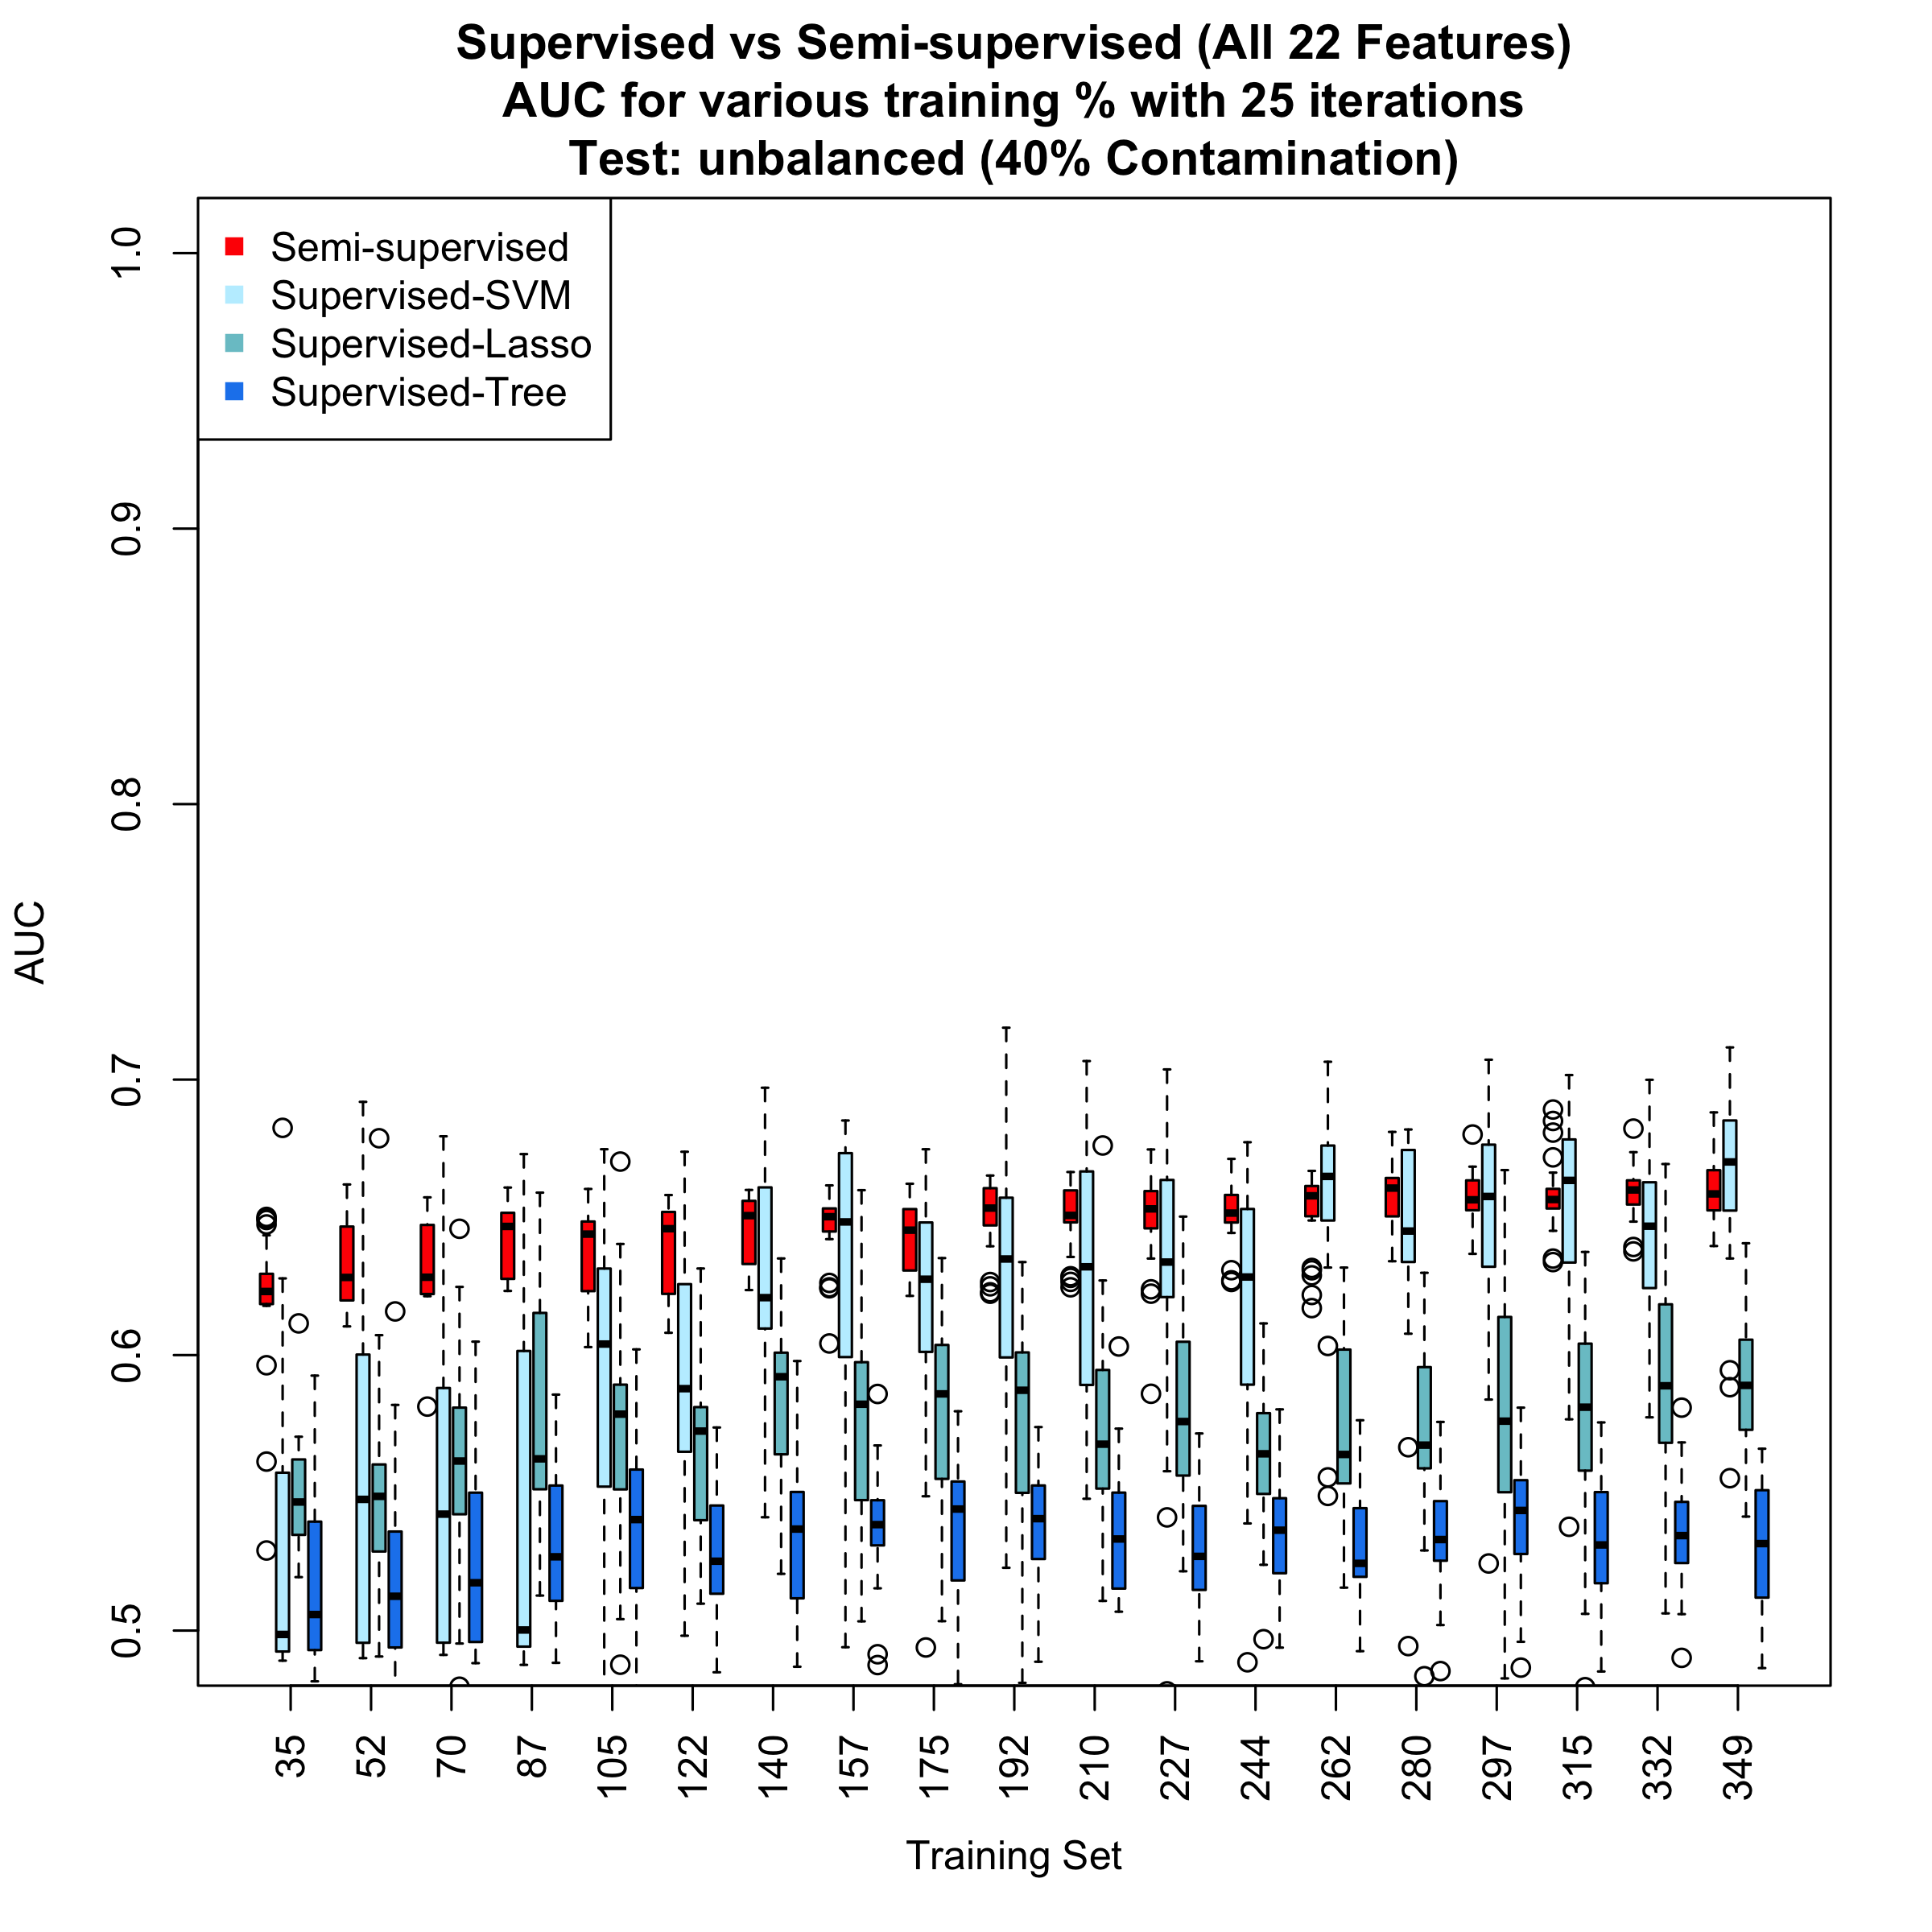 Supervised vs Semi-supervised (All 22 Features)
AUC for various training % with 25 iterations
Test: unbalanced (40% Contamination)
Semi-supervised
Supervised-SVM
Supervised-Lasso
Supervised-Tree
1.0
0.9
0.8
0.7
0.6
0.5
AUC
35 52 70 87 105 122 140 157 175 192 210 227 244 262 280 297 315 332 349
Training Set